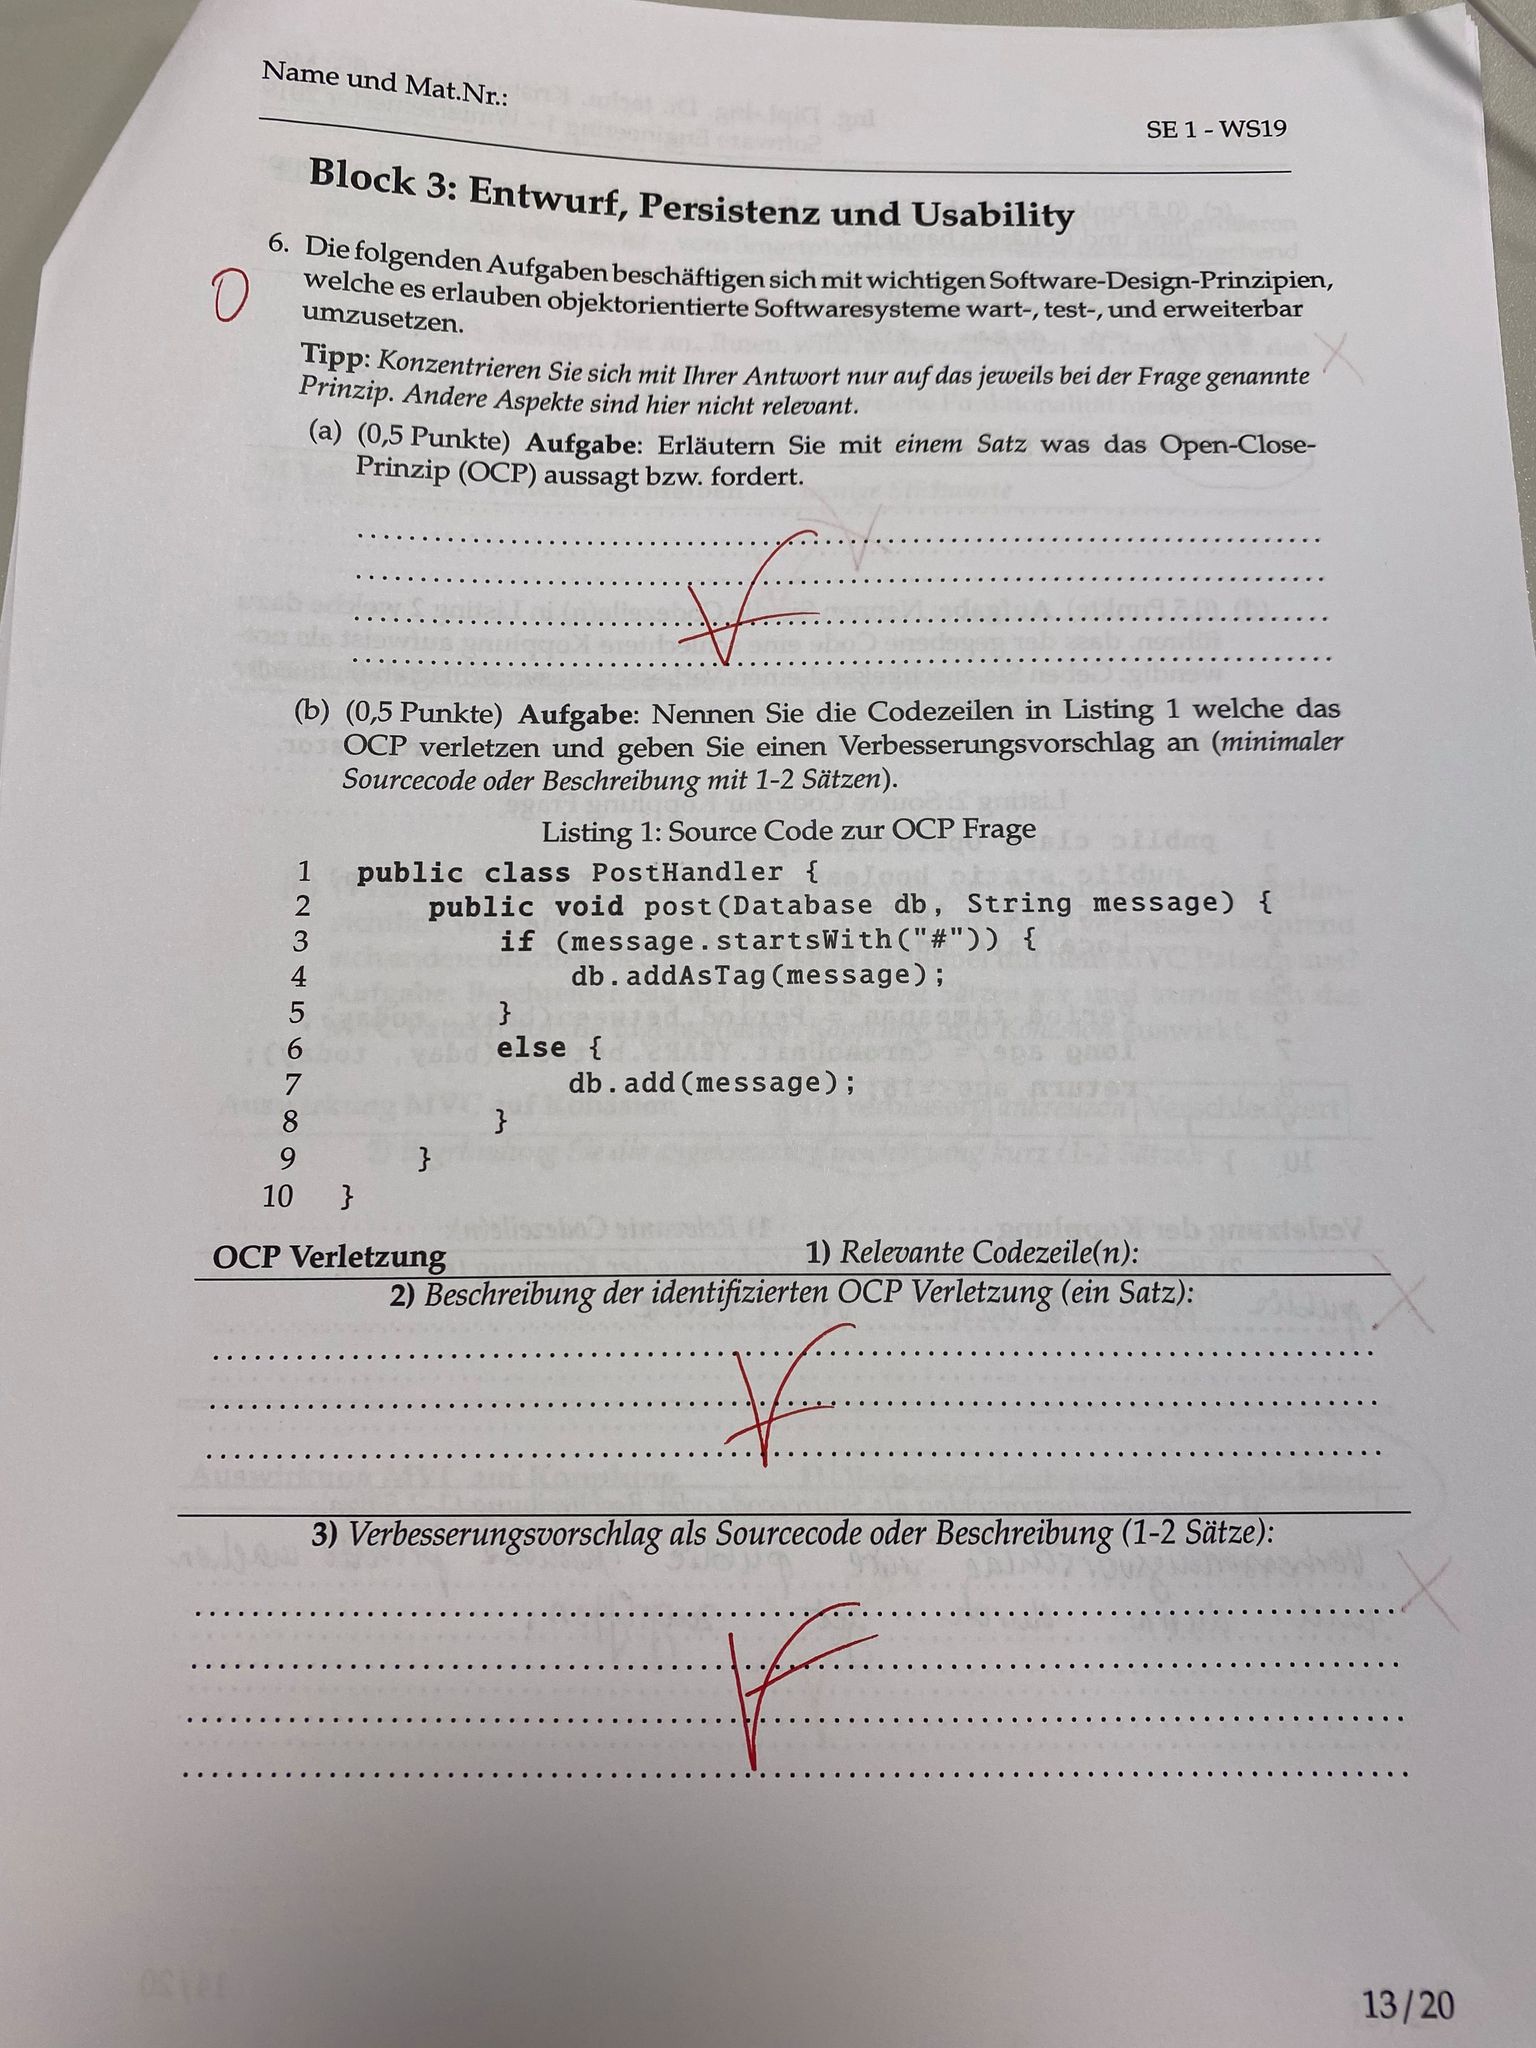 Name und Mat.Nr.:
SE 1 - WS19
Block 3: Entwurf, Persistenz und Usability
0
6. Die folgenden Aufgaben beschäftigen sich mit wichtigen Software-Design-Prinzipien,
welche es erlauben objektorientierte Softwaresysteme wart-, test-, und erweiterbar
umzusetzen.
Tipp: Konzentrieren Sie sich mit Ihrer Antwort nur auf das jeweils bei der Frage genannte
Prinzip. Andere Aspekte sind hier nicht relevant.
(a) (0,5 Punkte) Aufgabe: Erläutern Sie mit einem Satz was das Open-Close-
Prinzip (OCP) aussagt bzw. fordert.
(b) (0,5 Punkte) Aufgabe: Nennen Sie die Codezeilen in Listing 1 welche das
OCP verletzen und geben Sie einen Verbesserungsvorschlag an (minimaler
Sourcecode oder Beschreibung mit 1-2 Sätzen).
Listing 1: Source Code zur OCP Frage
1 public class PostHandler {
2 public void post(Database db, String message) {
3 if (message.startsWith("#")) {
4 db.addAsTag(message);
5 }
6 else {
7 db.add(message);
8 }
9 }
10 }
OCP Verletzung 1) Relevante Codezeile(n):
2) Beschreibung der identifizierten OCP Verletzung (ein Satz):
3) Verbesserungsvorschlag als Sourcecode oder Beschreibung (1-2 Sätze):
13/20